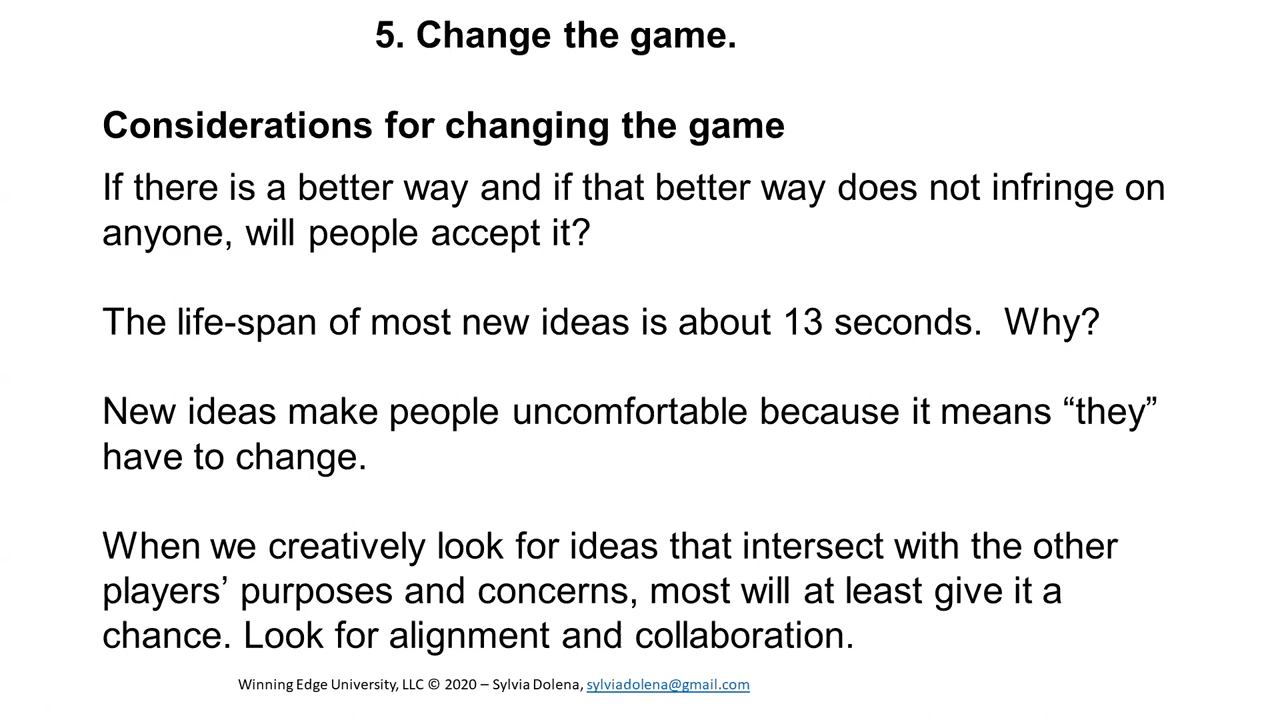 5. Change the game.
Considerations for changing the game
If there is a better way and if that better way does not infringe on
anyone, will people accept it?
The life-span of most new ideas is about 13 seconds.  Why?
New ideas make people uncomfortable because it means “they”
have to change.
When we creatively look for ideas that intersect with the other
players’ purposes and concerns, most will at least give it a
chance. Look for alignment and collaboration.
Winning Edge University, LLC © 2020 – Sylvia Dolena, sylviadolena@gmail.com